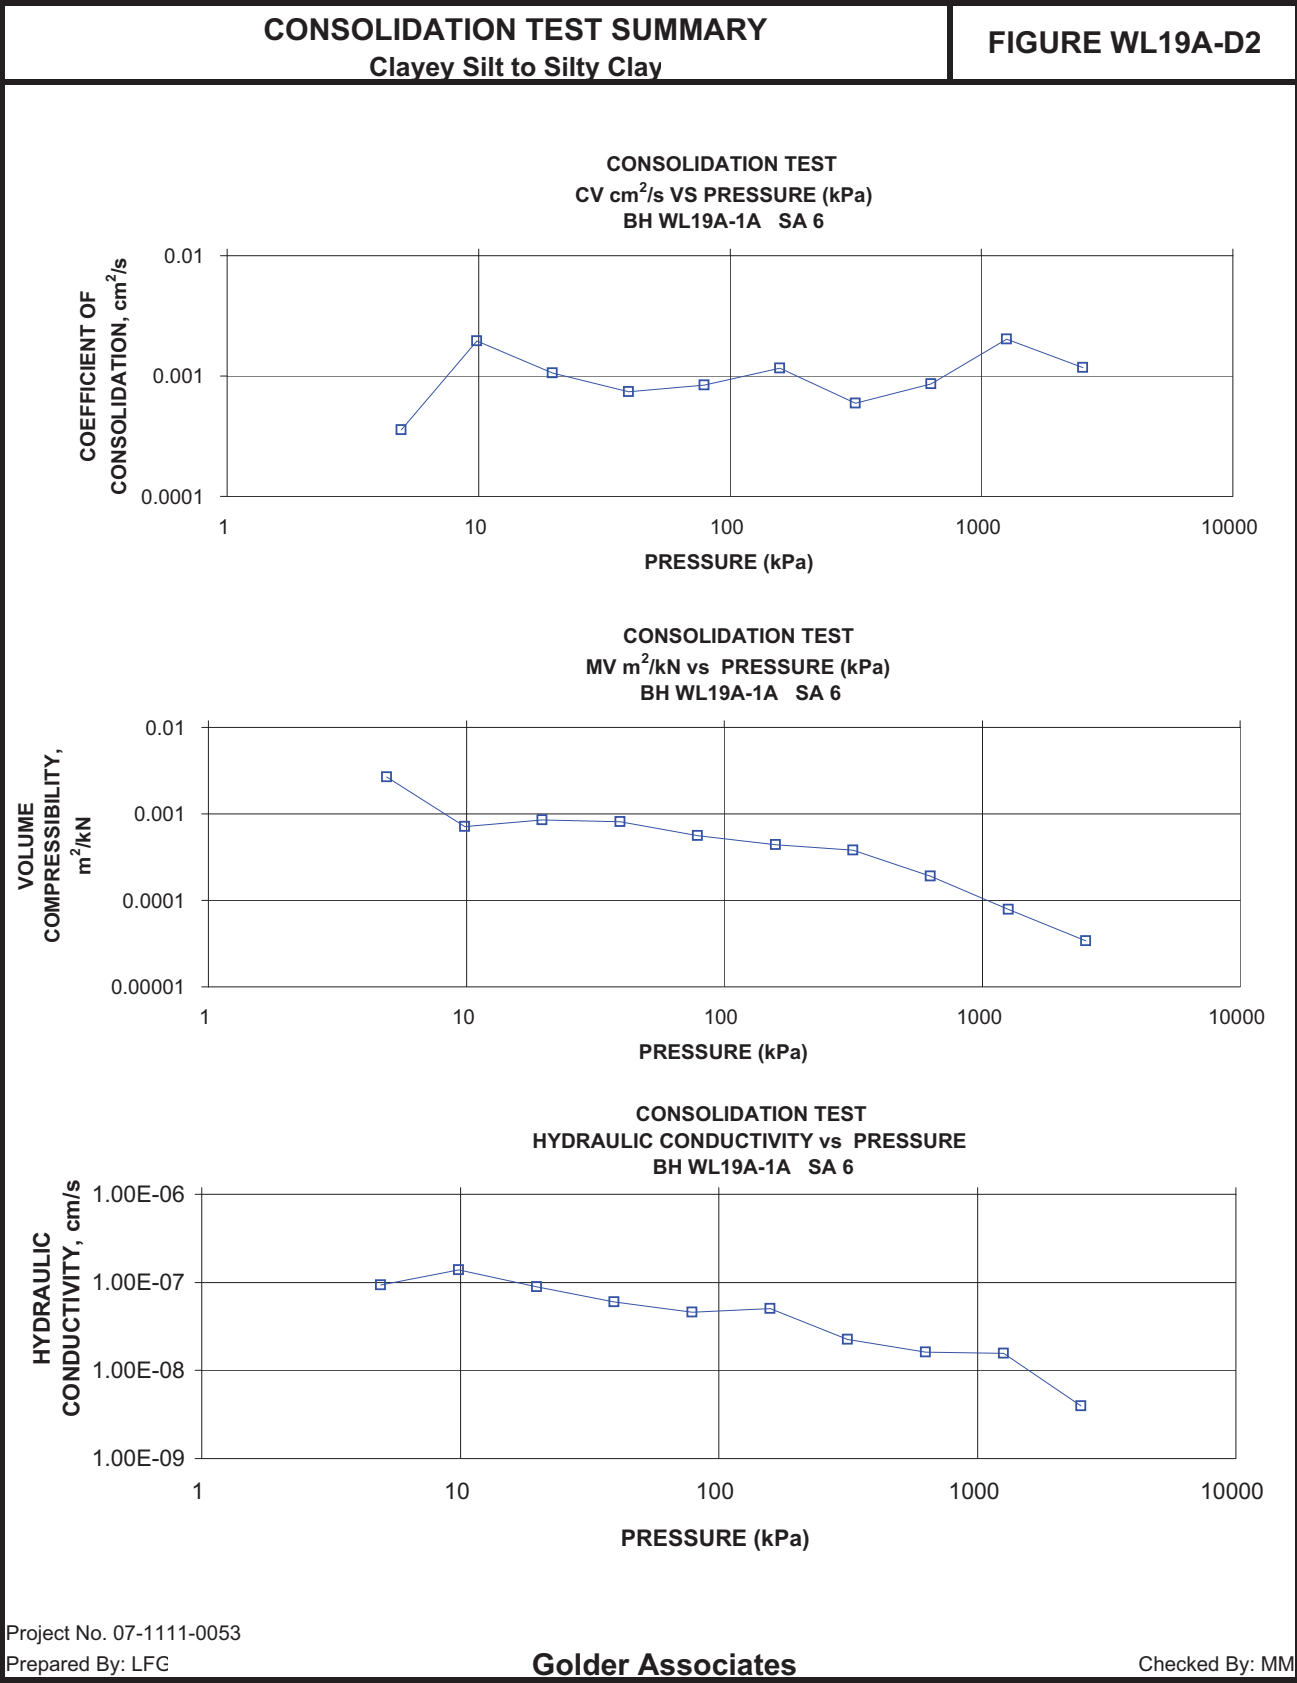 CONSOLIDATION TEST SUMMARY
Clayey Silt to Silty Clay
FIGURE WL19A-D2
CONSOLIDATION TEST
CV cm²/s VS PRESSURE (kPa)
BH WL19A-1A SA 6
COEFFICIENT OF
CONSOLIDATION, cm²/s
0.01
0.001
0.0001
1 10 100 1000 10000
PRESSURE (kPa)
CONSOLIDATION TEST
MV m²/kN vs PRESSURE (kPa)
BH WL19A-1A SA 6
VOLUME
COMPRESSIBILITY,
m²/kN
0.01
0.001
0.0001
0.00001
1 10 100 1000 10000
PRESSURE (kPa)
CONSOLIDATION TEST
HYDRAULIC CONDUCTIVITY vs PRESSURE
BH WL19A-1A SA 6
HYDRAULIC
CONDUCTIVITY, cm/s
1.00E-06
1.00E-07
1.00E-08
1.00E-09
1 10 100 1000 10000
PRESSURE (kPa)
Project No. 07-1111-0053
Prepared By: LFG
Golder Associates
Checked By: MM